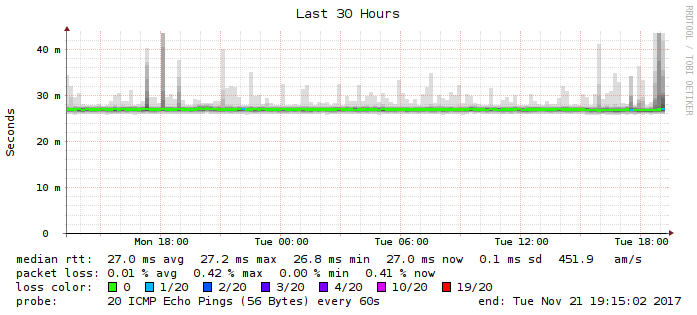 Last 30 Hours
RRDTOOL / TOBI OETIKER
Seconds
40 m
30 m
20 m
10 m
0
Mon 18:00 Tue 00:00 Tue 06:00 Tue 12:00 Tue 18:00
median rtt: 27.0 ms avg 27.2 ms max 26.8 ms min 27.0 ms now 0.1 ms sd 451.9 am/s
packet loss: 0.01 % avg 0.42 % max 0.00 % min 0.41 % now
loss color: 0 1/20 2/20 3/20 4/20 10/20 19/20
probe: 20 ICMP Echo Pings (56 Bytes) every 60s end: Tue Nov 21 19:15:02 2017